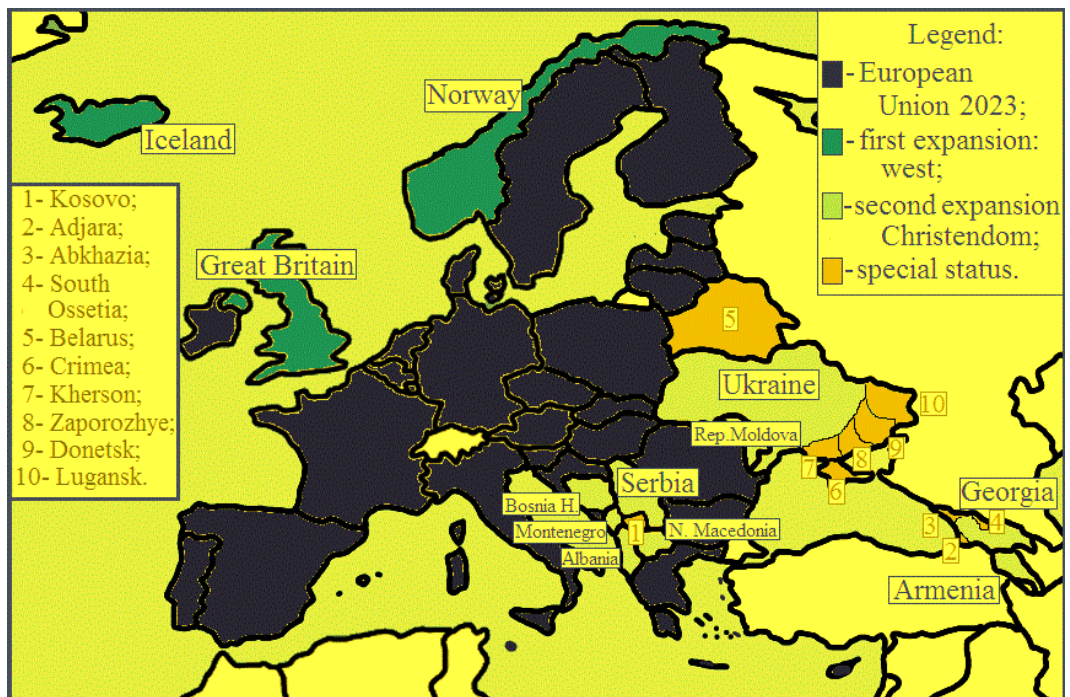 Legend:
- European
Union 2023;
- first expansion:
west;
- second expansion
Christendom;
- special status.
Norway
Iceland
1- Kosovo;
2- Adjara;
3- Abkhazia;
4- South
Ossetia;
5- Belarus;
6- Crimea;
7- Kherson;
8- Zaporozhye;
9- Donetsk;
10- Lugansk.
Great Britain
5
Ukraine
10
Rep.Moldova
9
8
7
6
Serbia
Georgia
Bosnia H.
Montenegro
1
N. Macedonia
3
4
2
Albania
Armenia